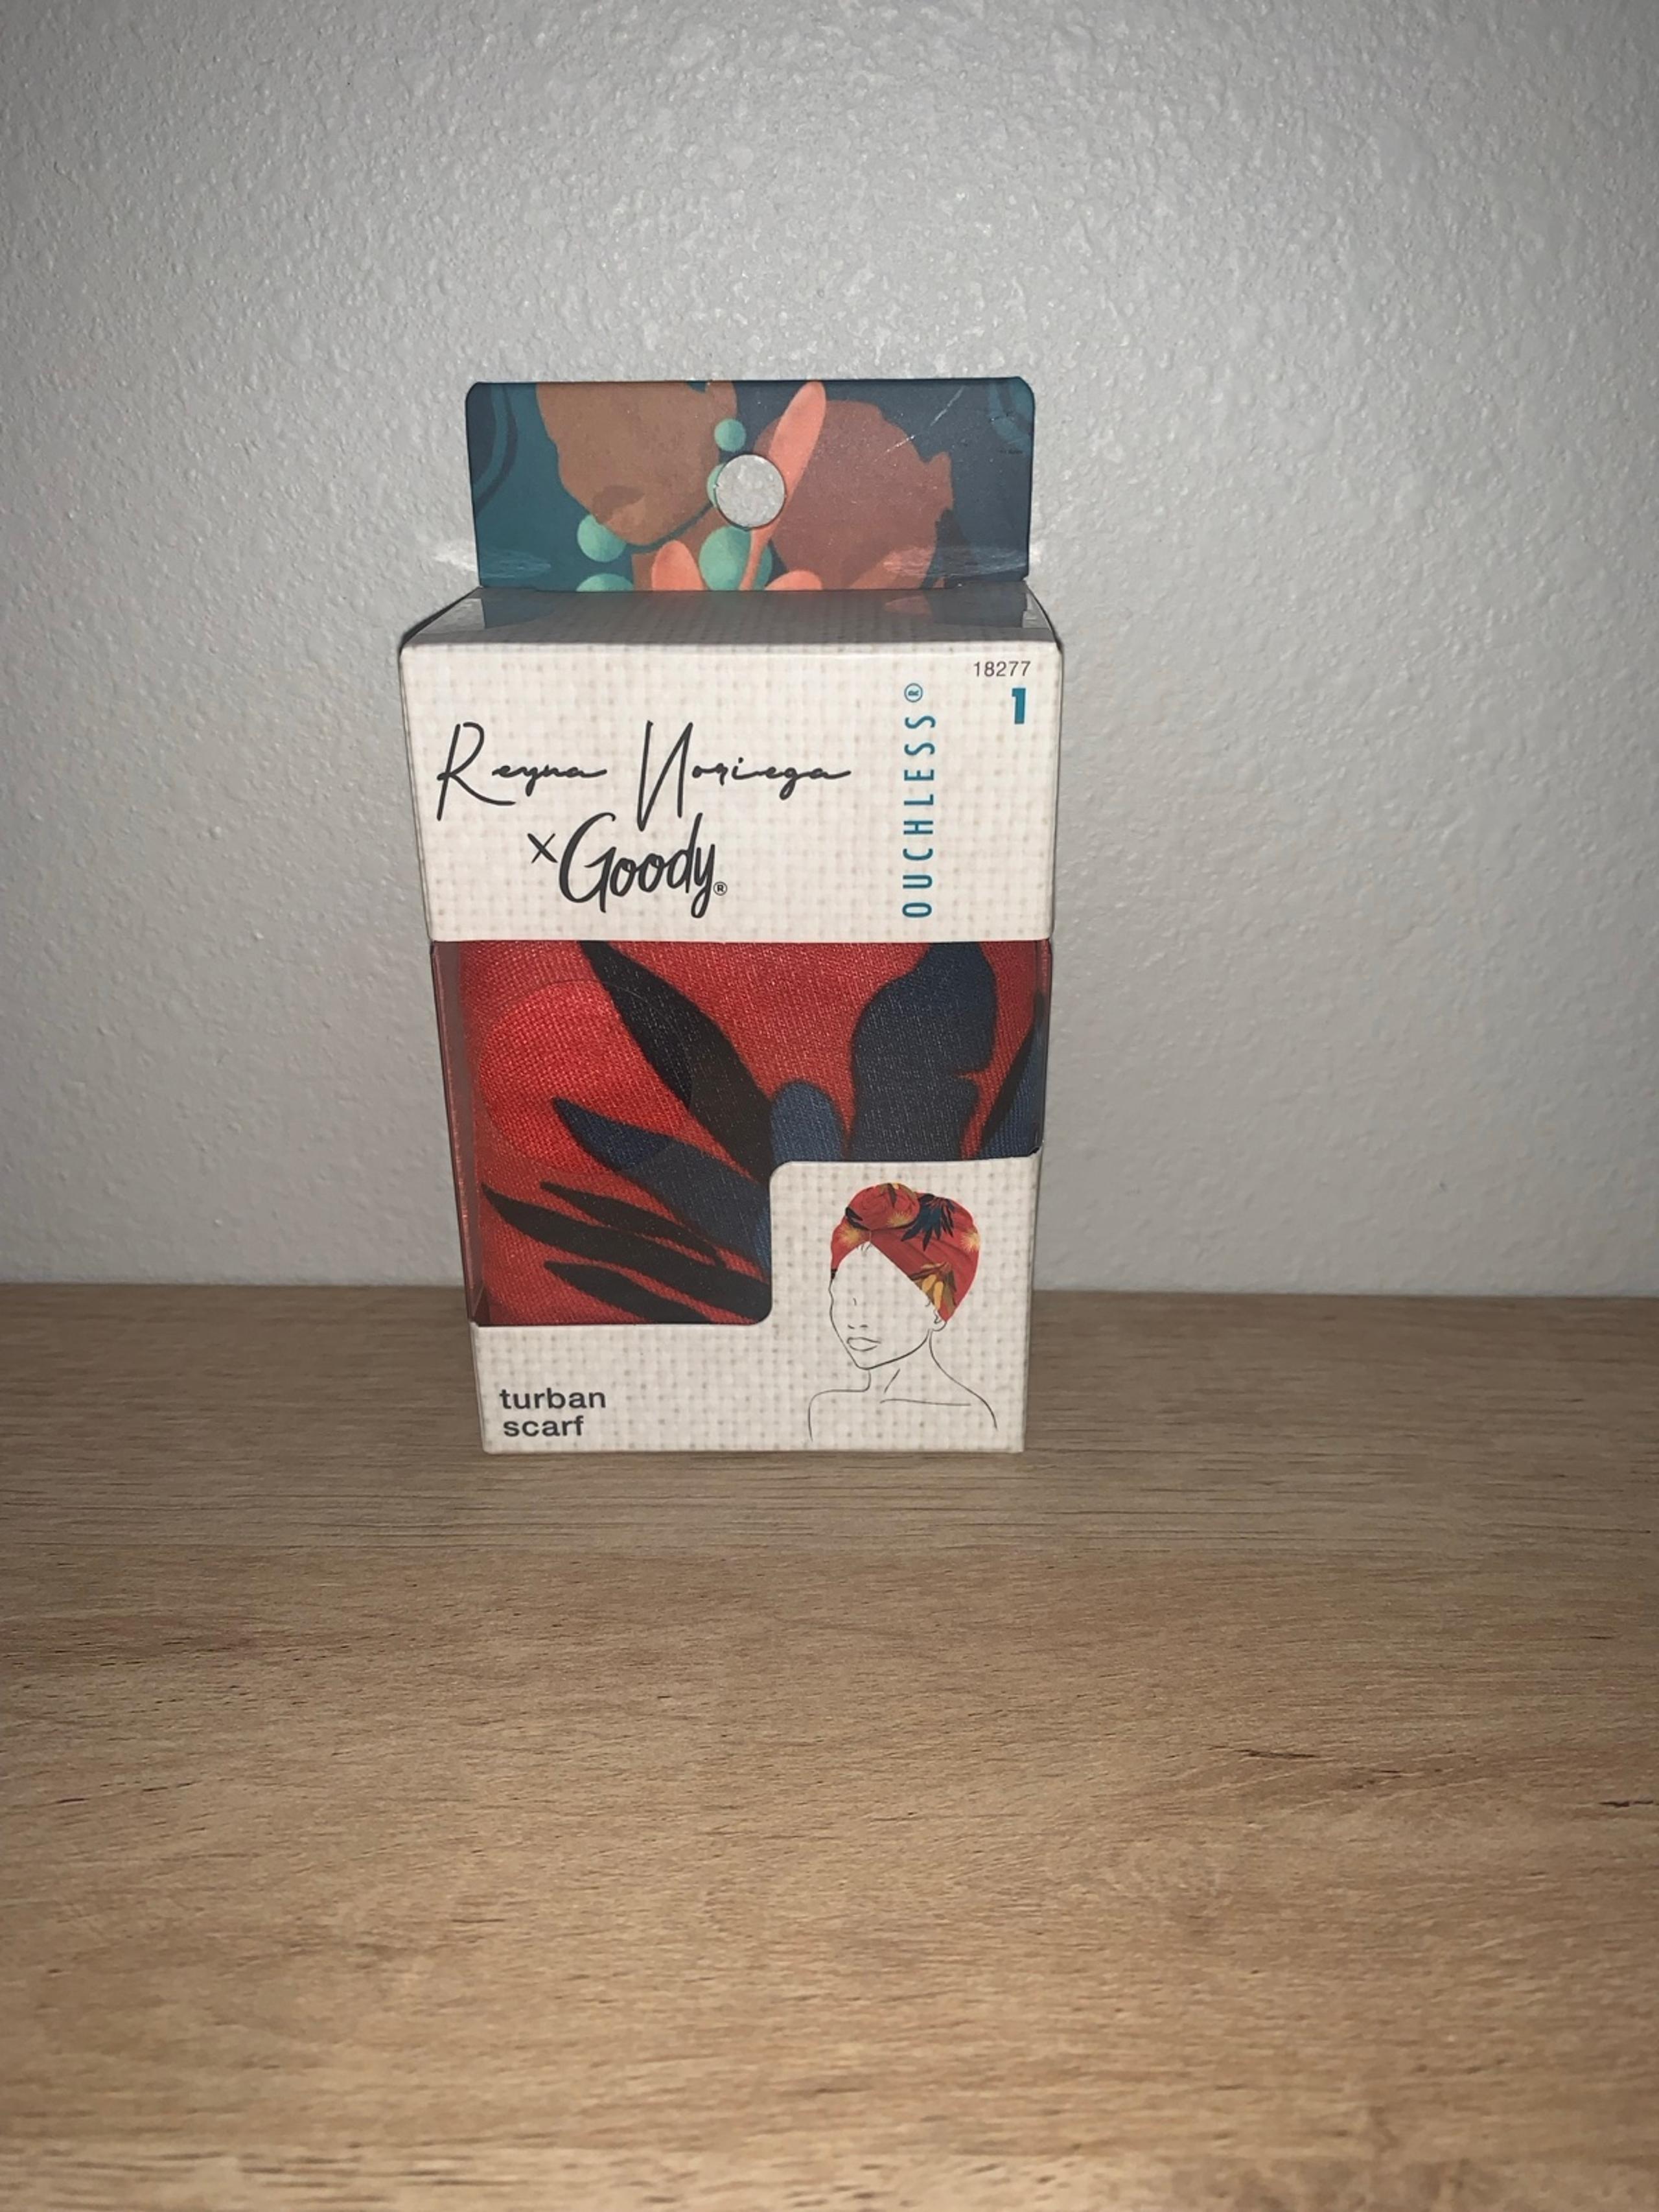 18277
1
Reyna Noriega
x Goody®
OUCHLESS®
turban
scarf